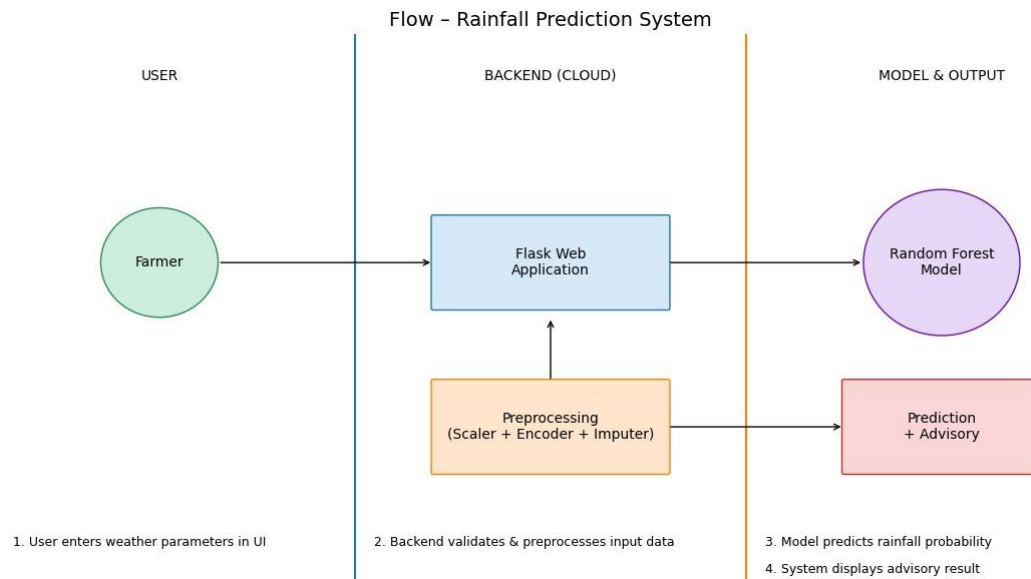 Flow – Rainfall Prediction System
USER
BACKEND (CLOUD)
MODEL & OUTPUT
Farmer
Flask Web
Application
Random Forest
Model
Preprocessing
(Scaler + Encoder + Imputer)
Prediction
+ Advisory
1. User enters weather parameters in UI
2. Backend validates & preprocesses input data
3. Model predicts rainfall probability
4. System displays advisory result